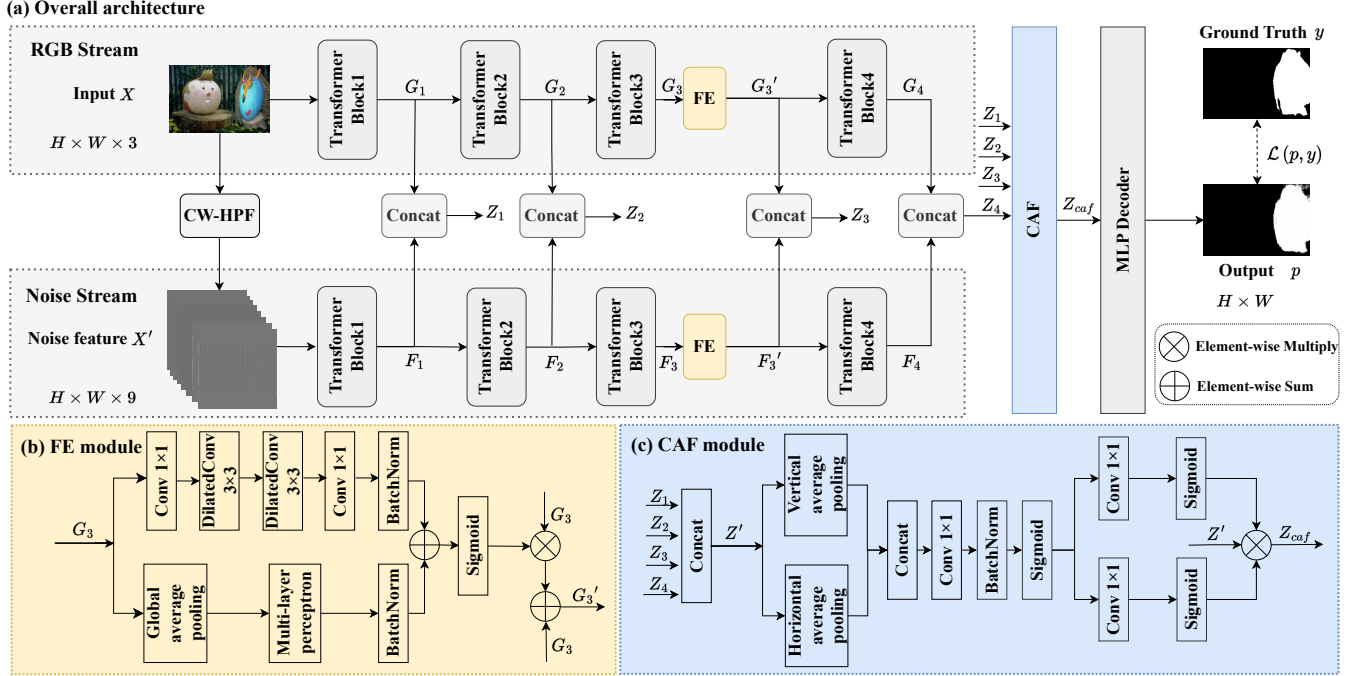 (a) Overall architecture
RGB Stream
Input X
H × W × 3
Transformer
Block1
G₁
Transformer
Block2
G₂
Transformer
Block3
G₃
FE
G₃′
Transformer
Block4
G₄
CW-HPF
Concat
Z₁
Concat
Z₂
Concat
Z₃
Concat
Z₁
Z₂
Z₃
Z₄
CAF
Z_caf
MLP Decoder
Ground Truth y
ℒ (p, y)
Output p
H × W
Noise Stream
Noise feature X′
H × W × 9
Transformer
Block1
F₁
Transformer
Block2
F₂
Transformer
Block3
F₃
FE
F₃′
Transformer
Block4
F₄
Element-wise Multiply
Element-wise Sum
(b) FE module
G₃
Conv 1×1
DilatedConv
3×3
DilatedConv
3×3
Conv 1×1
BatchNorm
Global
average
pooling
Multi-layer
perceptron
BatchNorm
Sigmoid
G₃
G₃′
G₃
(c) CAF module
Z₁
Z₂
Z₃
Z₄
Concat
Z′
Vertical
average
pooling
Horizontal
average
pooling
Concat
Conv 1×1
BatchNorm
Sigmoid
Conv 1×1
Sigmoid
Conv 1×1
Sigmoid
Z′
Z_caf